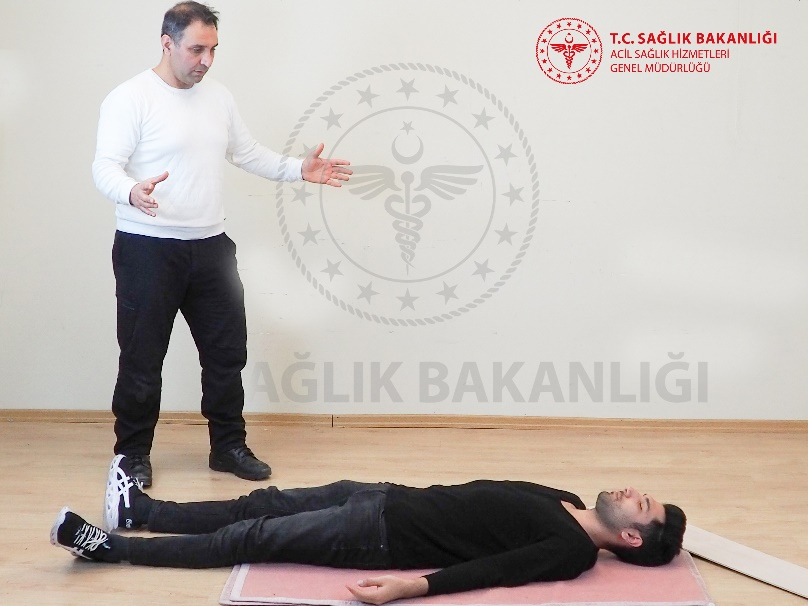 T.C. SAĞLIK BAKANLIĞI
ACİL SAĞLIK HİZMETLERİ
GENEL MÜDÜRLÜĞÜ
SAĞLIK BAKANLIĞI